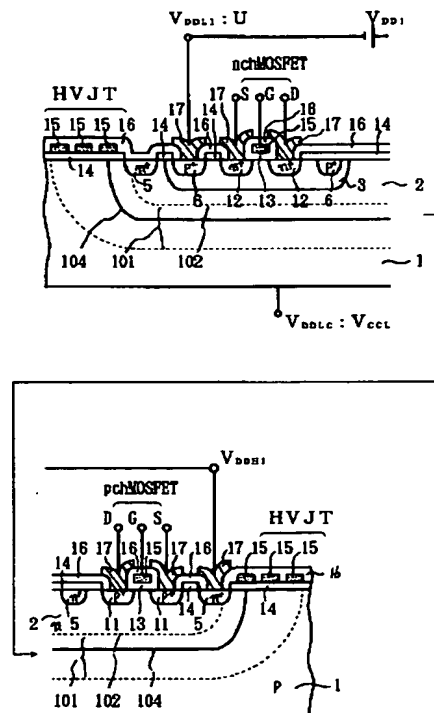 V_DDL1 : U
V_DD1
nchMOSFET
HVJT
17 17 S G D
15 15 15 16 14 14 16 18 15 17 16 14
14
n+ p+ n+ n+ p+
5 6 12 13 12 6 3 2
104 101 102
1
V_DDLC : V_CCL
V_DDH1
pchMOSFET
D G S
HVJT
17 16 15 17 16 17 15 15 15
16
14 16
14 14
2 n 5 11 13 11 5
101 102 104
P 1